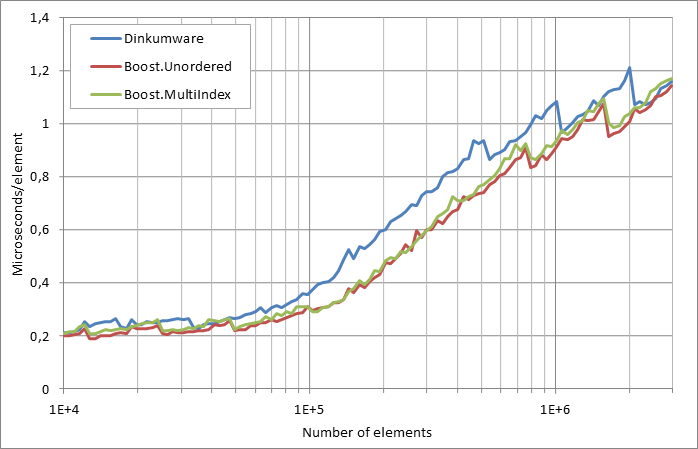 1,4
1,2
1
0,8
0,6
0,4
0,2
0
Microseconds/element
Dinkumware
Boost.Unordered
Boost.MultiIndex
1E+4
1E+5
1E+6
Number of elements